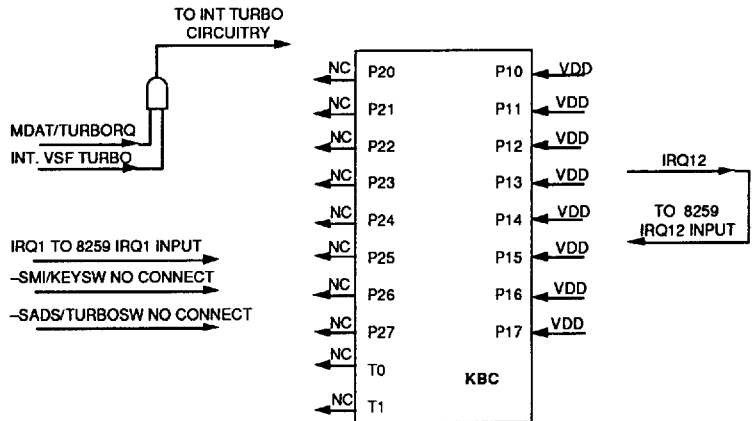 TO INT TURBO
CIRCUITRY
MDAT/TURBORQ
INT. VSF TURBO
IRQ1 TO 8259 IRQ1 INPUT
–SMI/KEYSW NO CONNECT
–SADS/TURBOSW NO CONNECT
NC P20 P10 VDD
NC P21 P11 VDD
NC P22 P12 VDD
NC P23 P13 VDD
NC P24 P14 VDD
NC P25 P15 VDD
NC P26 P16 VDD
NC P27 P17 VDD
NC T0
KBC
NC T1
IRQ12
TO 8259
IRQ12 INPUT